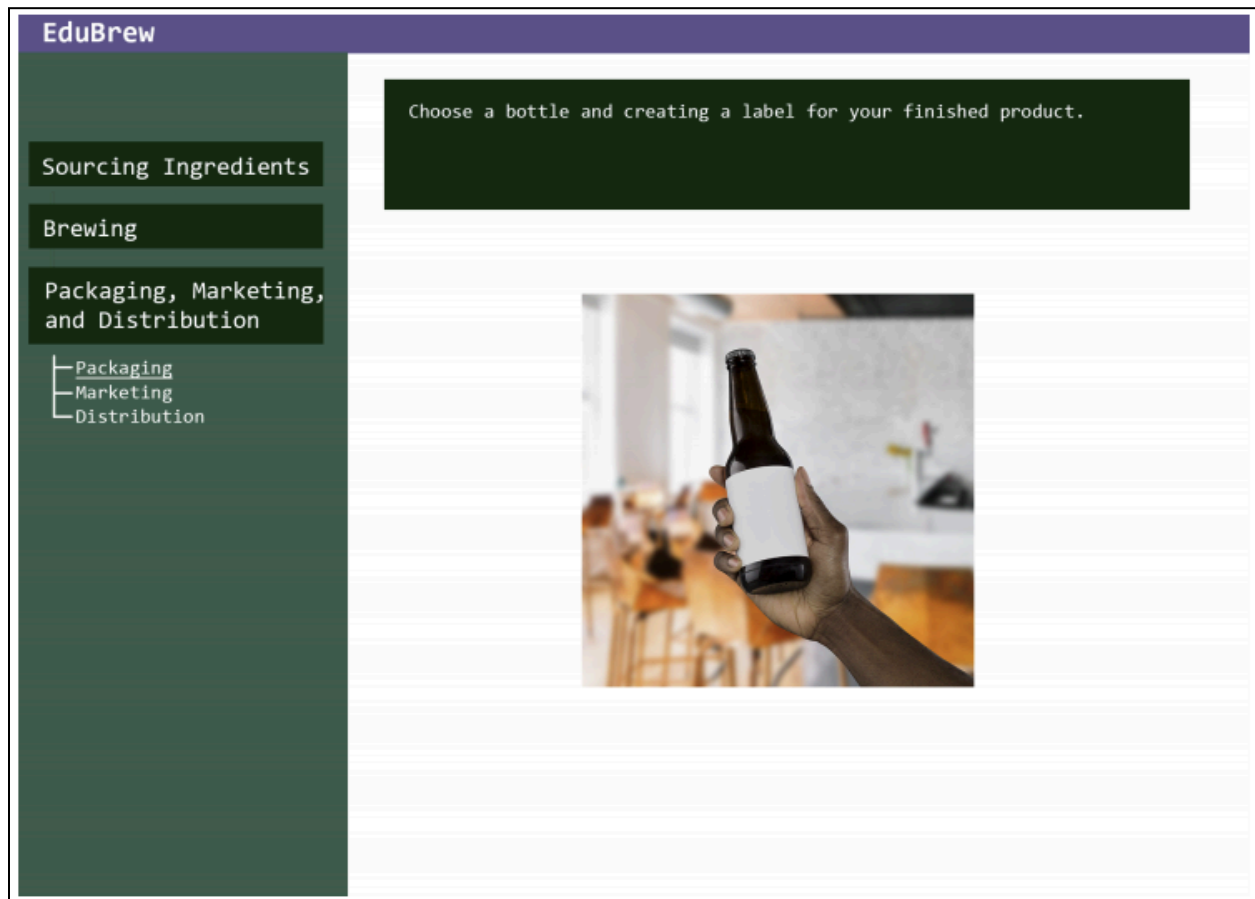 EduBrew
Choose a bottle and creating a label for your finished product.
Sourcing Ingredients
Brewing
Packaging, Marketing,
and Distribution
Packaging
Marketing
Distribution